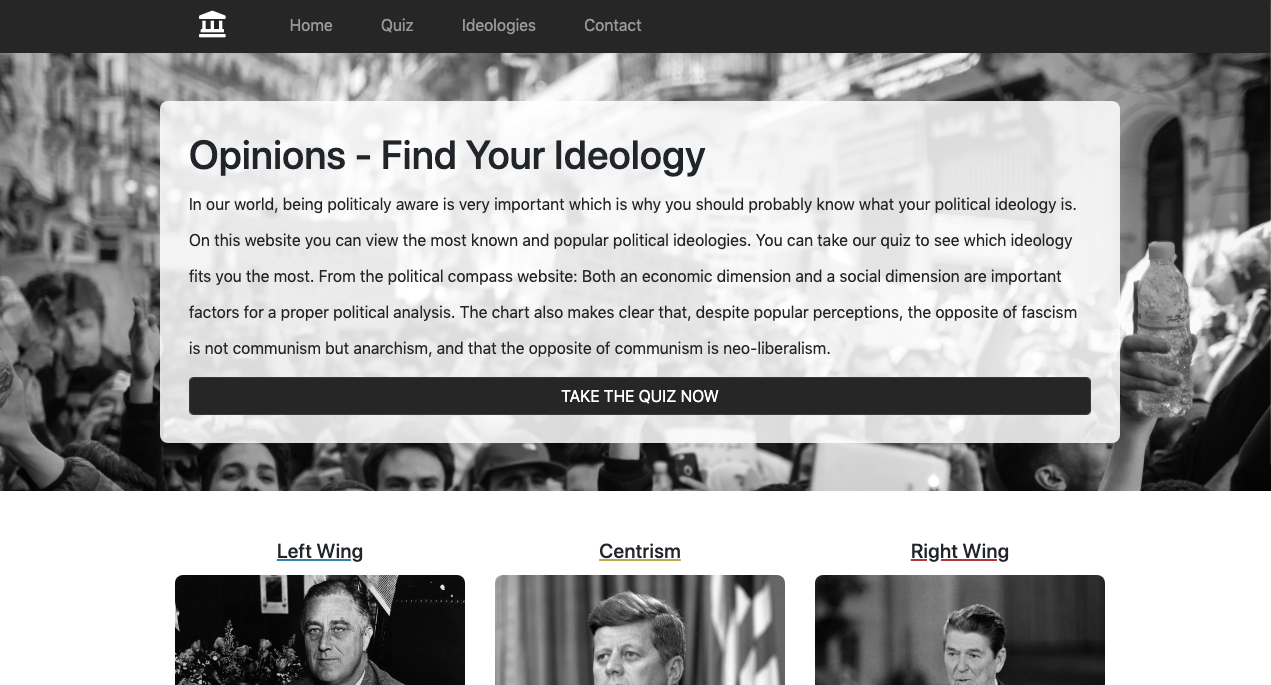 Home Quiz Ideologies Contact
Opinions - Find Your Ideology
In our world, being politicaly aware is very important which is why you should probably know what your political ideology is.
On this website you can view the most known and popular political ideologies. You can take our quiz to see which ideology
fits you the most. From the political compass website: Both an economic dimension and a social dimension are important
factors for a proper political analysis. The chart also makes clear that, despite popular perceptions, the opposite of fascism
is not communism but anarchism, and that the opposite of communism is neo-liberalism.
TAKE THE QUIZ NOW
Left Wing Centrism Right Wing